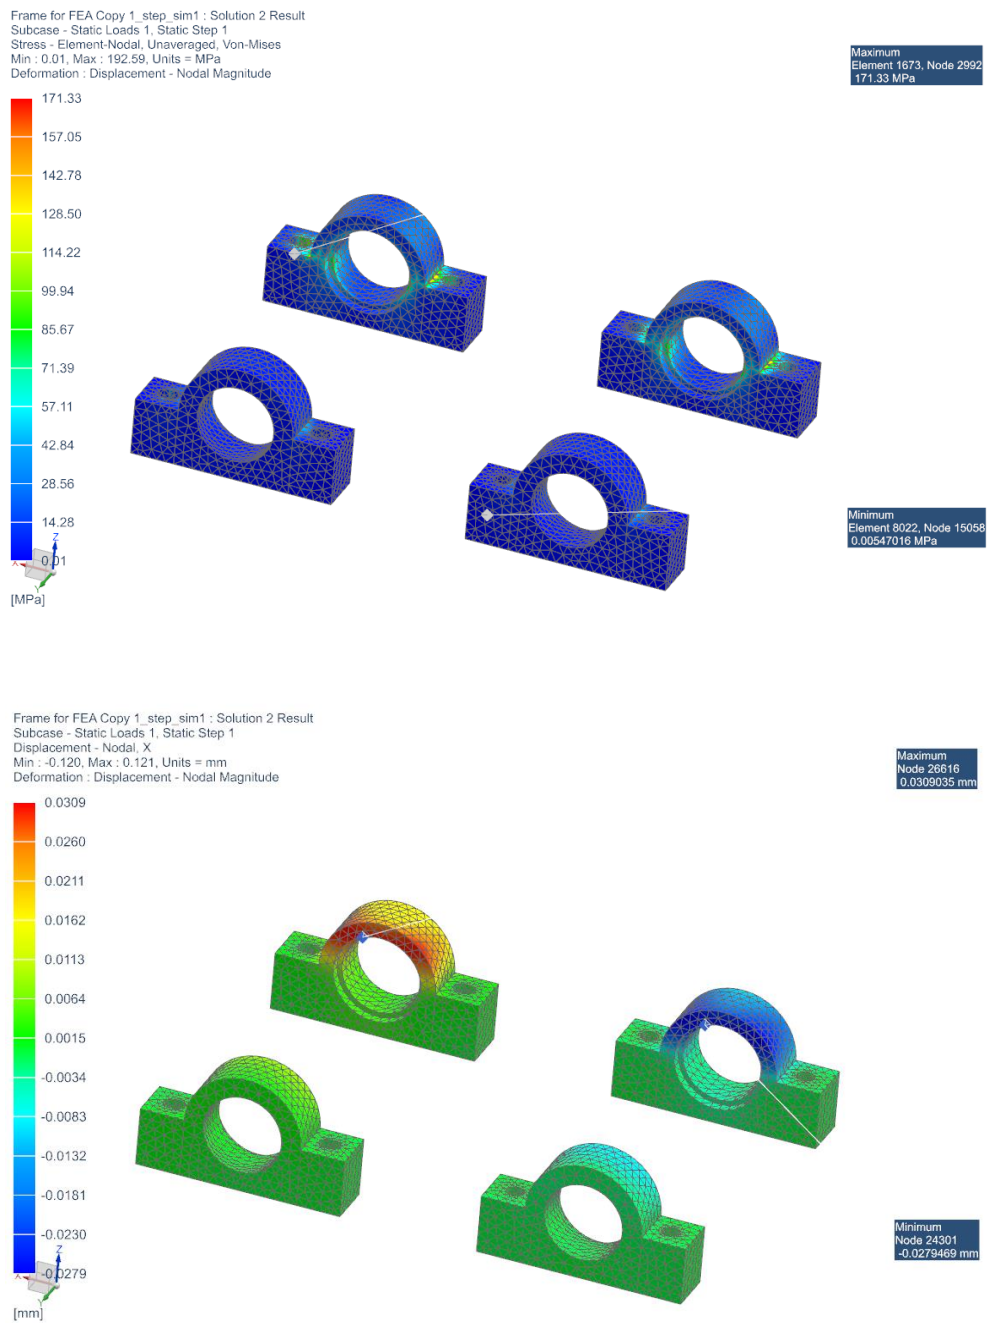 Frame for FEA Copy 1_step_sim1 : Solution 2 Result
Subcase - Static Loads 1, Static Step 1
Stress - Element-Nodal, Unaveraged, Von-Mises
Min : 0.01, Max : 192.59, Units = MPa
Deformation : Displacement - Nodal Magnitude
Maximum
Element 1673, Node 2992
171.33 MPa
171.33
157.05
142.78
128.50
114.22
99.94
85.67
71.39
57.11
42.84
28.56
14.28
0.01
Z
X
Y
[MPa]
Minimum
Element 8022, Node 15058
0.00547016 MPa
Frame for FEA Copy 1_step_sim1 : Solution 2 Result
Subcase - Static Loads 1, Static Step 1
Displacement - Nodal, X
Min : -0.120, Max : 0.121, Units = mm
Deformation : Displacement - Nodal Magnitude
Maximum
Node 26616
0.0309035 mm
0.0309
0.0260
0.0211
0.0162
0.0113
0.0064
0.0015
-0.0034
-0.0083
-0.0132
-0.0181
-0.0230
-0.0279
Z
X
Y
[mm]
Minimum
Node 24301
-0.0279469 mm